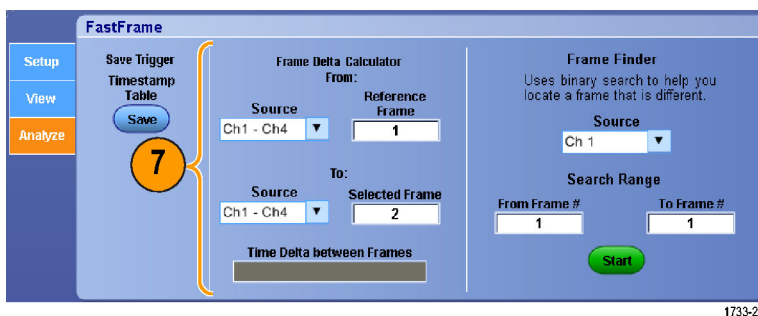 FastFrame
Setup
View
Analyze
Save Trigger
Timestamp
Table
Save
7
Frame Delta Calculator
From:
Source
Reference
Frame
Ch1 - Ch4
1
To:
Source
Selected Frame
Ch1 - Ch4
2
Time Delta between Frames
Frame Finder
Uses binary search to help you
locate a frame that is different.
Source
Ch 1
Search Range
From Frame #
To Frame #
1
1
Start
1733-2